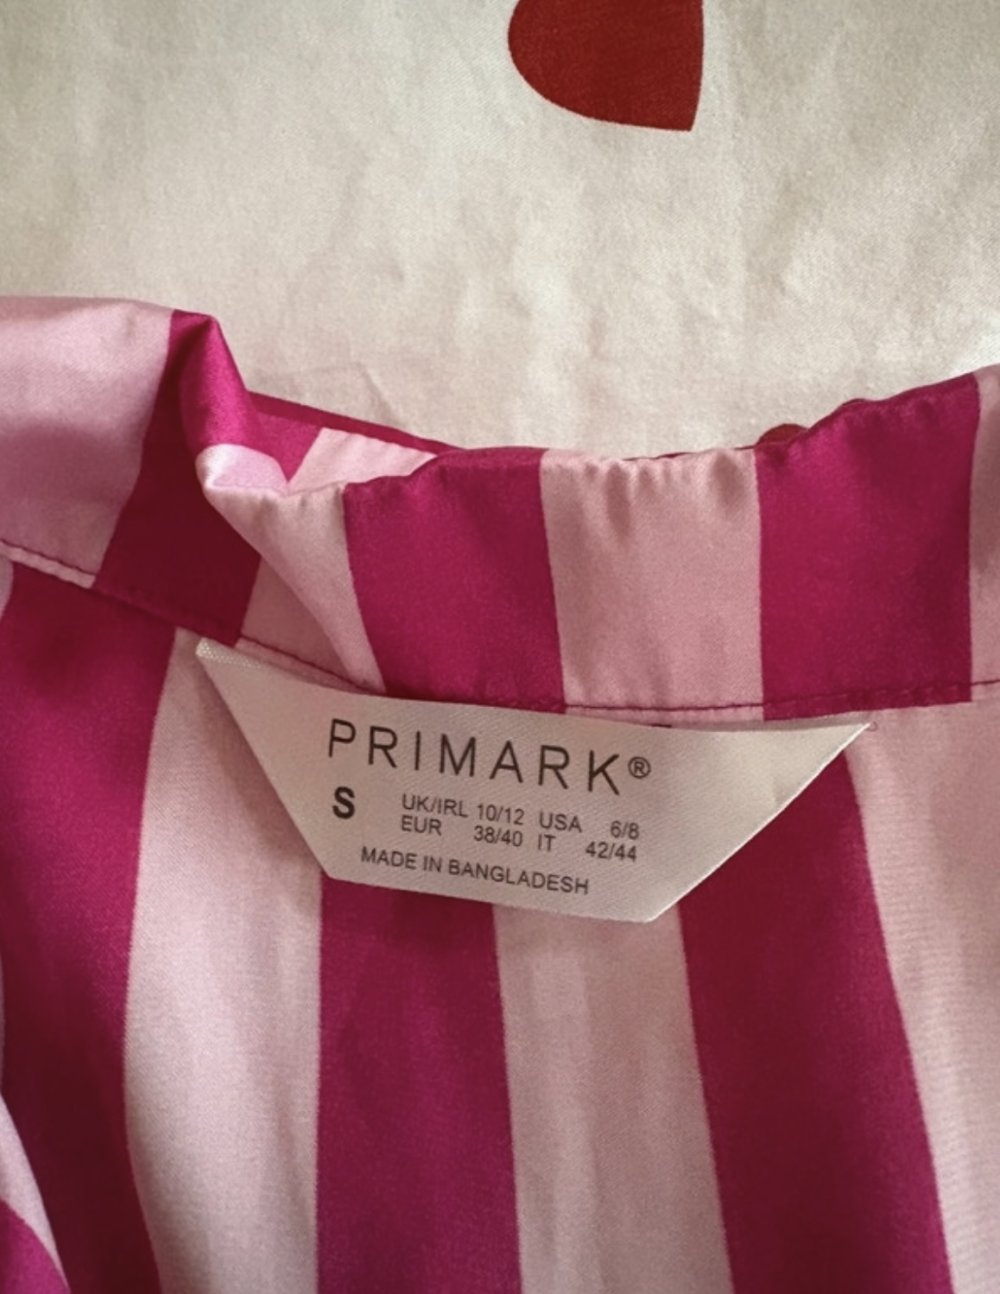 PRIMARK®
S
UK/IRL 10/12 USA 6/8
EUR 38/40 IT 42/44
MADE IN BANGLADESH